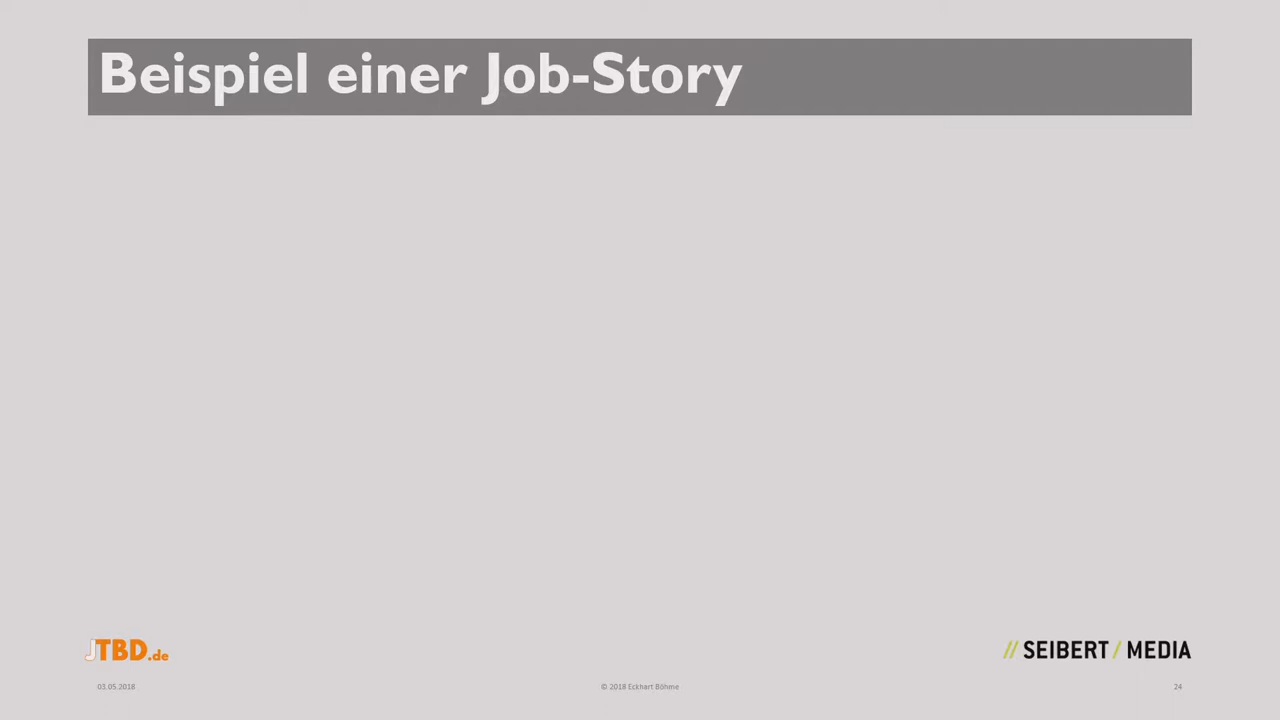 Beispiel einer Job-Story
JTBD.de
// SEIBERT / MEDIA
03.05.2018
© 2018 Eckhart Böhme
24